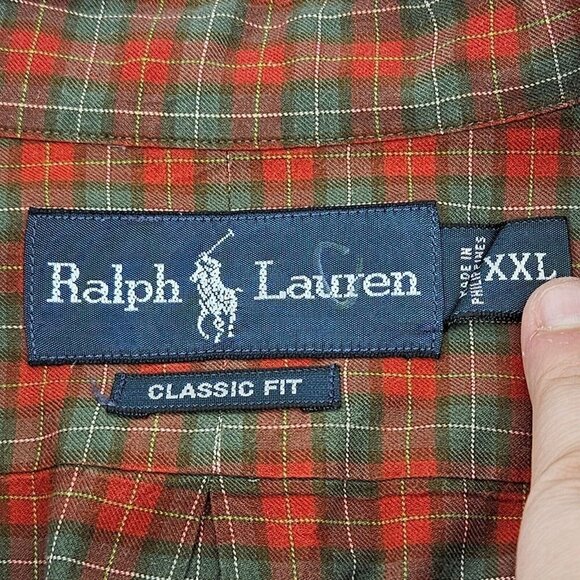 Ralph Lauren
MADE IN
PHILIPPINES
XXL
CLASSIC FIT